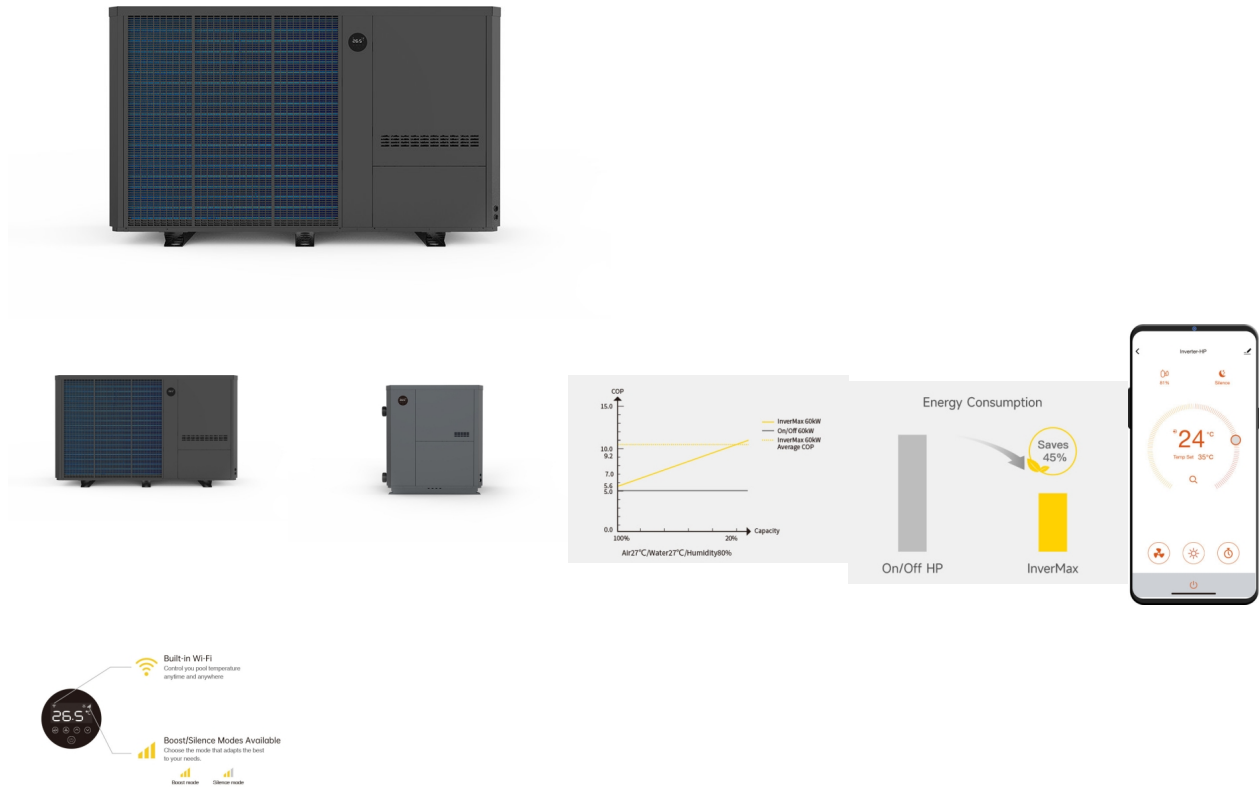 26.5°
COP
15.0
10.0
9.2
7.0
5.6
5.0
0.0
100%
20%
Capacity
InverMax 60kW
On/Off 60kW
InverMax 60kW
Average COP
Air27℃/Water27℃/Humidity80%
Energy Consumption
Saves
45%
On/Off HP
InverMax
Inverter-HP
81%
Silence
24 °C
Temp Set 35°C
Built-in Wi-Fi
Control you pool temperature
anytime and anywhere
26.5
Boost/Silence Modes Available
Choose the mode that adapts the best
to your needs.
Boost mode
Silence mode